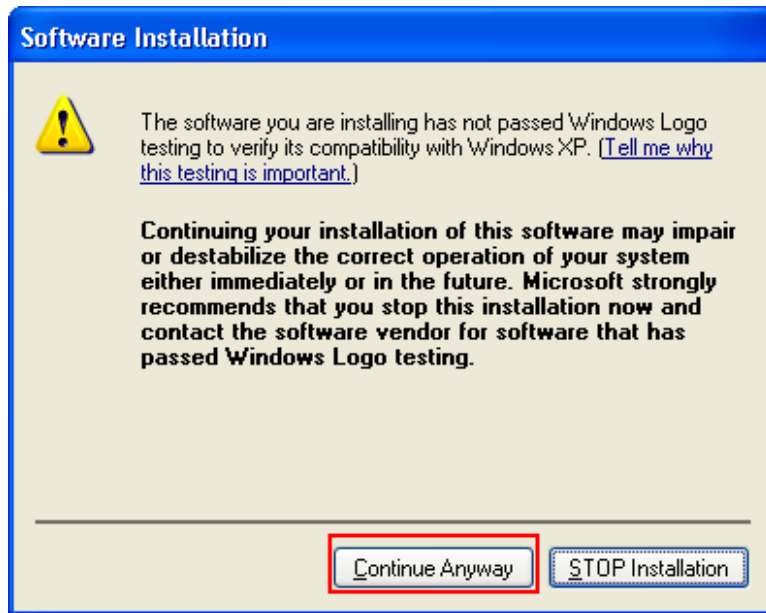 Software Installation
The software you are installing has not passed Windows Logo
testing to verify its compatibility with Windows XP. (Tell me why
this testing is important.)
Continuing your installation of this software may impair
or destabilize the correct operation of your system
either immediately or in the future. Microsoft strongly
recommends that you stop this installation now and
contact the software vendor for software that has
passed Windows Logo testing.
Continue Anyway
STOP Installation